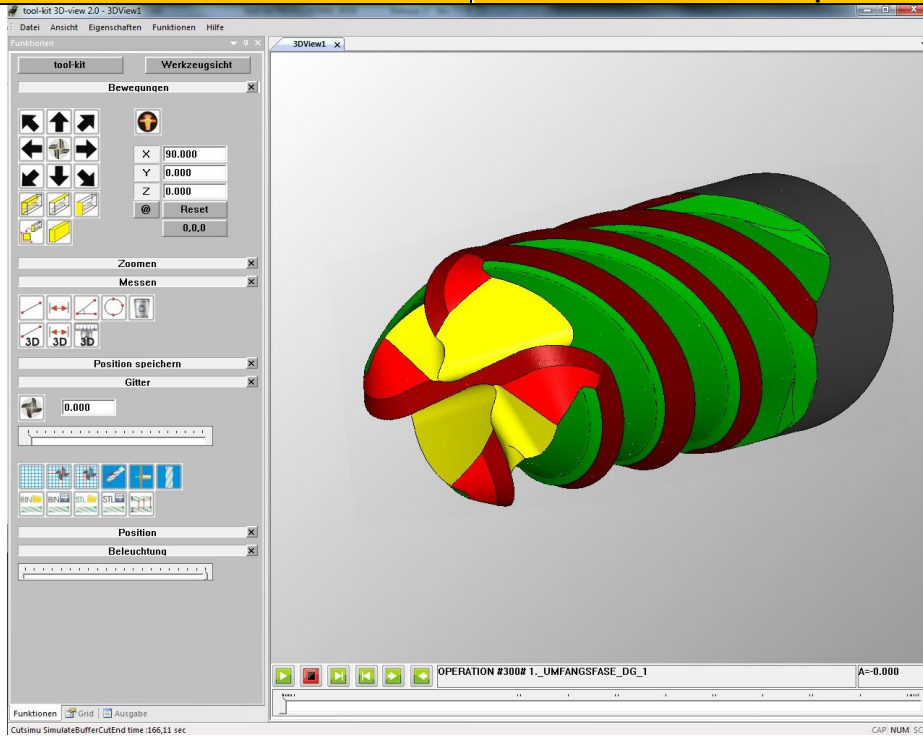 tool-kit 3D-view 2.0 - 3DView1
Datei Ansicht Eigenschaften Funktionen Hilfe
Funktionen
3DView1 x
tool-kit Werkzeugsicht
Bewegungen
X 90.000
Y 0.000
Z 0.000
@ Reset
0,0,0
Zoomen
Messen
3D 3D 3D
Position speichern
Gitter
0.000
BIN BIN STL STL
Position
Beleuchtung
OPERATION #300# 1._UMFANGSFASE_DG_1 A=-0.000
Funktionen Grid Ausgabe
Cutsimu SimulateBufferCutEnd time :166,11 sec CAP NUM SC